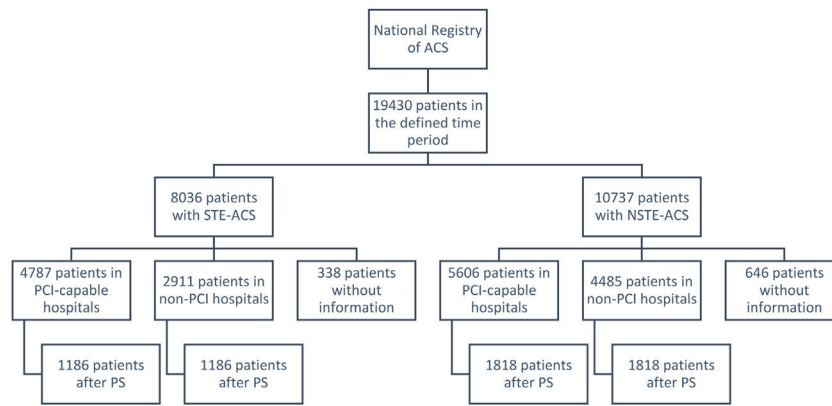 National Registry
of ACS
19430 patients in
the defined time
period
8036 patients
with STE-ACS
10737 patients
with NSTE-ACS
4787 patients in
PCI-capable
hospitals
2911 patients in
non-PCI hospitals
338 patients
without
information
5606 patients in
PCI-capable
hospitals
4485 patients in
non-PCI hospitals
646 patients
without
information
1186 patients
after PS
1186 patients
after PS
1818 patients
after PS
1818 patients
after PS